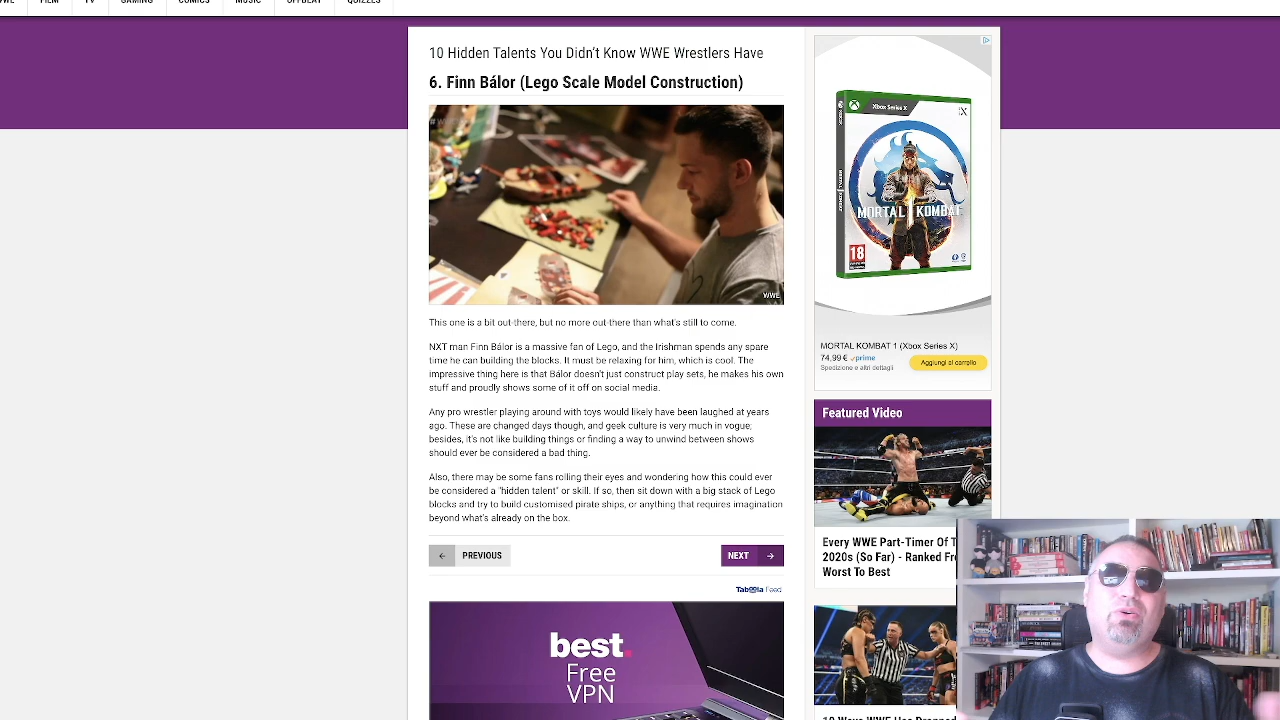 WWE FILM TV GAMING COMICS MUSIC OFFBEAT QUIZZES
10 Hidden Talents You Didn't Know WWE Wrestlers Have
6. Finn Bálor (Lego Scale Model Construction)
WWE
This one is a bit out-there, but no more out-there than what's still to come.
NXT man Finn Bálor is a massive fan of Lego, and the Irishman spends any spare
time he can building the blocks. It must be relaxing for him, which is cool. The
impressive thing here is that Bálor doesn't just construct play sets, he makes his own
stuff and proudly shows some of it off on social media.
Any pro wrestler playing around with toys would likely have been laughed at years
ago. These are changed days though, and geek culture is very much in vogue;
besides, it's not like building things or finding a way to unwind between shows
should ever be considered a bad thing.
Also, there may be some fans rolling their eyes and wondering how this could ever
be considered a "hidden talent" or skill. If so, then sit down with a big stack of Lego
blocks and try to build customised pirate ships, or anything that requires imagination
beyond what's already on the box.
← PREVIOUS
NEXT →
Taboola Feed
best.
Free
VPN
Xbox Series X
MORTAL KOMBAT
18
MORTAL KOMBAT 1 (Xbox Series X)
74,99 € prime
Spedizione e altri dettagli
Aggiungi al carrello
Featured Video
Every WWE Part-Timer Of T
2020s (So Far) - Ranked Fr
Worst To Best
10 Ways WWE Has Dropped